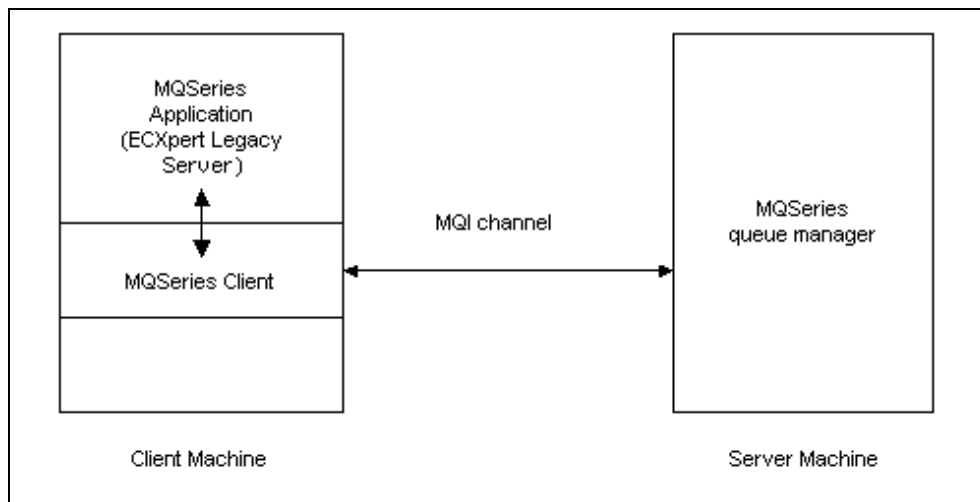 MQSeries
Application
(ECXpert Legacy
Server)
MQSeries Client
MQI channel
MQSeries
queue manager
Client Machine
Server Machine